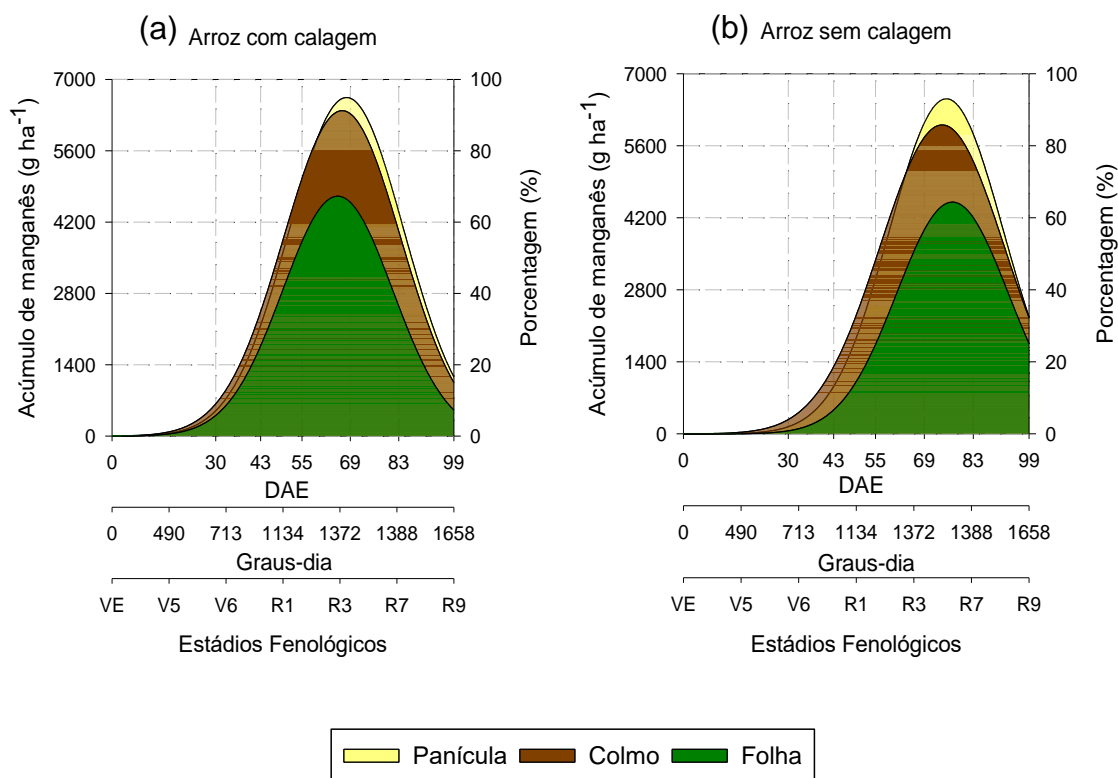 (a) Arroz com calagem
Acúmulo de manganês (g ha-1)
7000
5600
4200
2800
1400
0
100
80
60
40
20
0
Porcentagem (%)
0 30 43 55 69 83 99
DAE
0 490 713 1134 1372 1388 1658
Graus-dia
VE V5 V6 R1 R3 R7 R9
Estádios Fenológicos
(b) Arroz sem calagem
Acúmulo de manganês (g ha-1)
7000
5600
4200
2800
1400
0
100
80
60
40
20
0
Porcentagem (%)
0 30 43 55 69 83 99
DAE
0 490 713 1134 1372 1388 1658
Graus-dia
VE V5 V6 R1 R3 R7 R9
Estádios Fenológicos
Panícula Colmo Folha